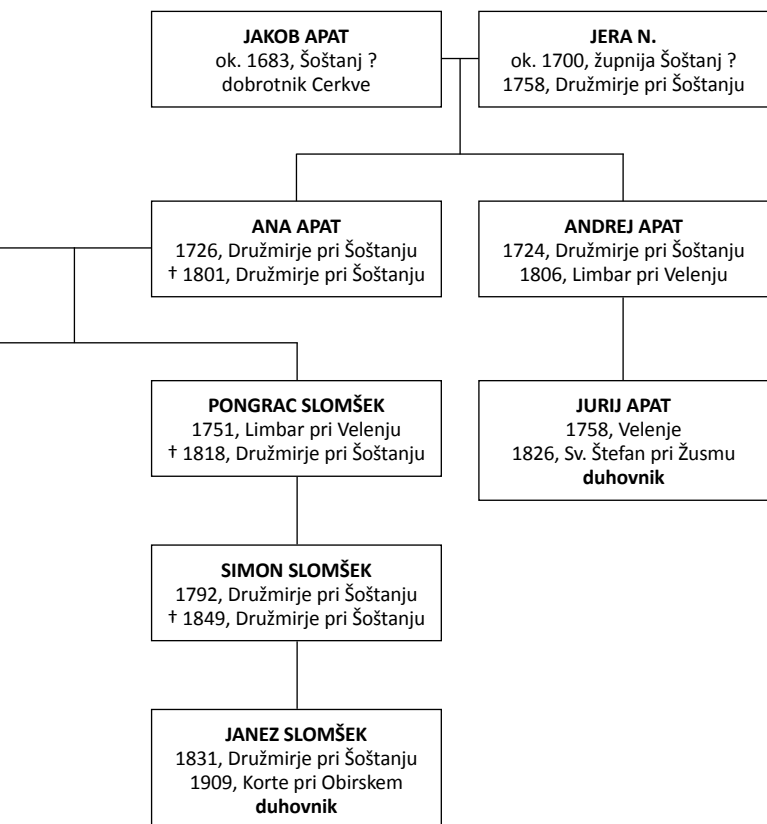 JAKOB APAT
ok. 1683, Šoštanj ?
dobrotnik Cerkve
JERA N.
ok. 1700, župnija Šoštanj ?
1758, Družmirje pri Šoštanju
ANA APAT
1726, Družmirje pri Šoštanju
† 1801, Družmirje pri Šoštanju
ANDREJ APAT
1724, Družmirje pri Šoštanju
1806, Limbar pri Velenju
PONGRAC SLOMŠEK
1751, Limbar pri Velenju
† 1818, Družmirje pri Šoštanju
JURIJ APAT
1758, Velenje
1826, Sv. Štefan pri Žusmu
duhovnik
SIMON SLOMŠEK
1792, Družmirje pri Šoštanju
† 1849, Družmirje pri Šoštanju
JANEZ SLOMŠEK
1831, Družmirje pri Šoštanju
1909, Korte pri Obirskem
duhovnik